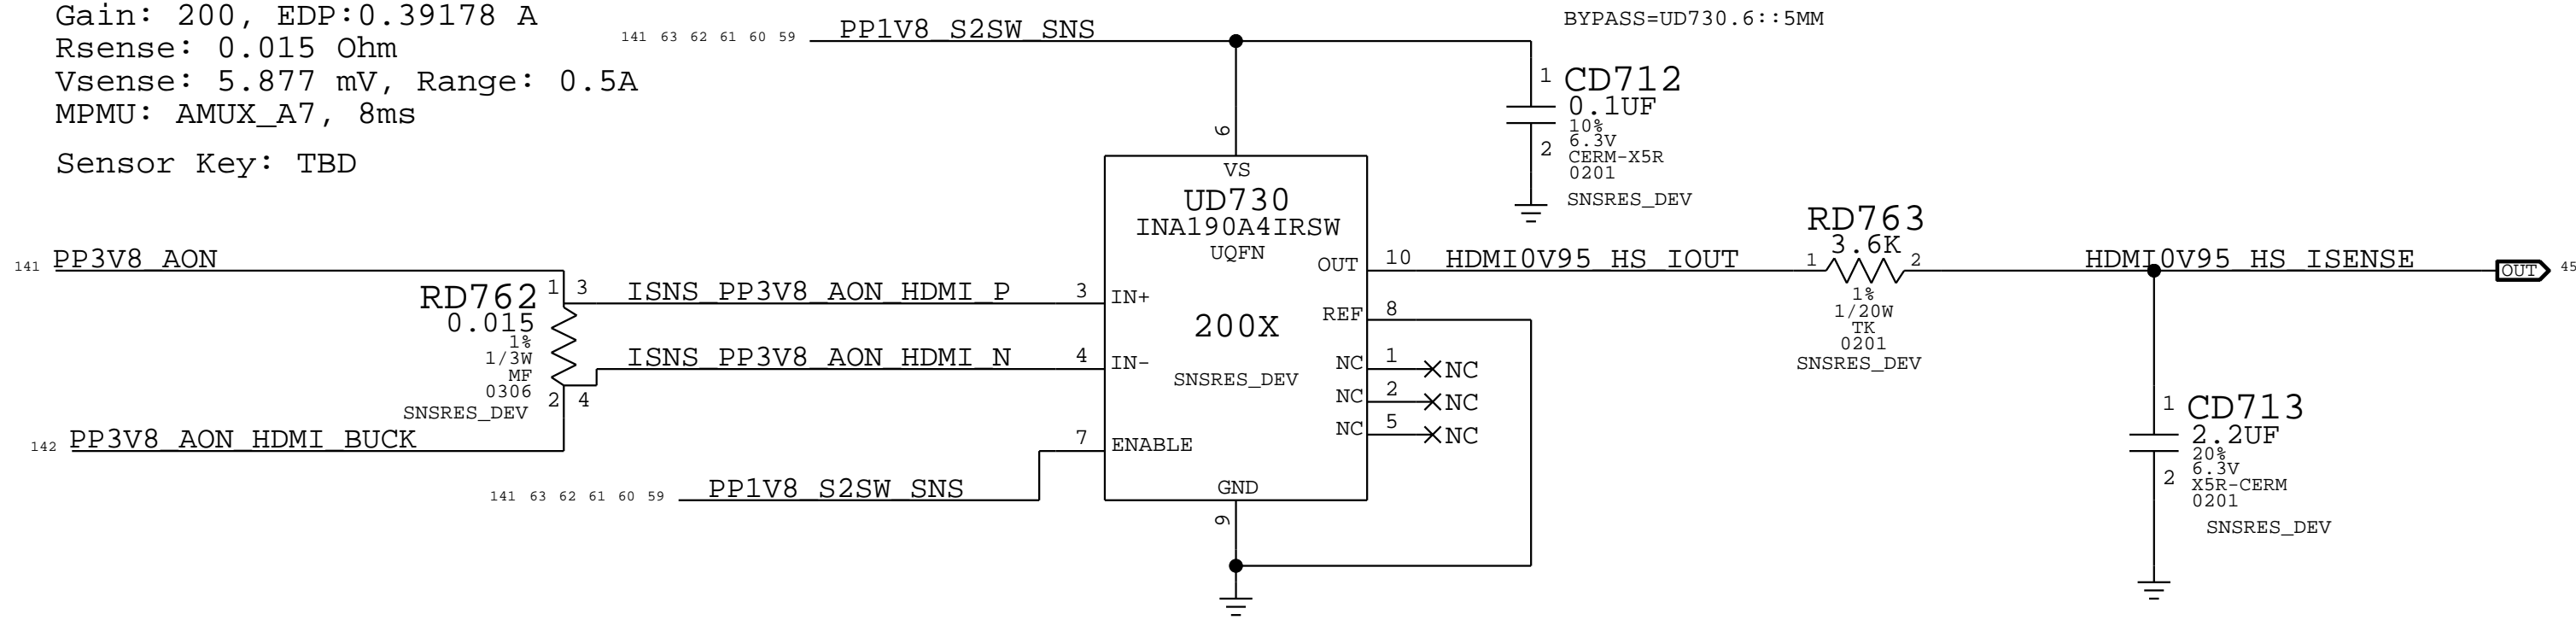 Gain: 200, EDP:0.39178 A
Rsense: 0.015 Ohm
Vsense: 5.877 mV, Range: 0.5A
MPMU: AMUX_A7, 8ms
Sensor Key: TBD
141 63 62 61 60 59 PP1V8_S2SW_SNS
BYPASS=UD730.6::5MM
1 CD712
0.1UF
10%
6.3V
2 CERM-X5R
0201
SNSRES_DEV
6
VS
UD730
INA190A4IRSW
UQFN
200X
SNSRES_DEV
141 PP3V8_AON
RD762 1 3
0.015
1%
1/3W
MF
0306
SNSRES_DEV 2 4
142 PP3V8_AON_HDMI_BUCK
ISNS_PP3V8_AON_HDMI_P 3 IN+
ISNS_PP3V8_AON_HDMI_N 4 IN-
7 ENABLE
141 63 62 61 60 59 PP1V8_S2SW_SNS
GND
9
OUT 10 HDMI0V95_HS_IOUT
REF 8
NC 1 NC
NC 2 NC
NC 5 NC
RD763
3.6K
1 2
1%
1/20W
TK
0201
SNSRES_DEV
HDMI0V95_HS_ISENSE OUT 45
1 CD713
2.2UF
20%
6.3V
2 X5R-CERM
0201
SNSRES_DEV